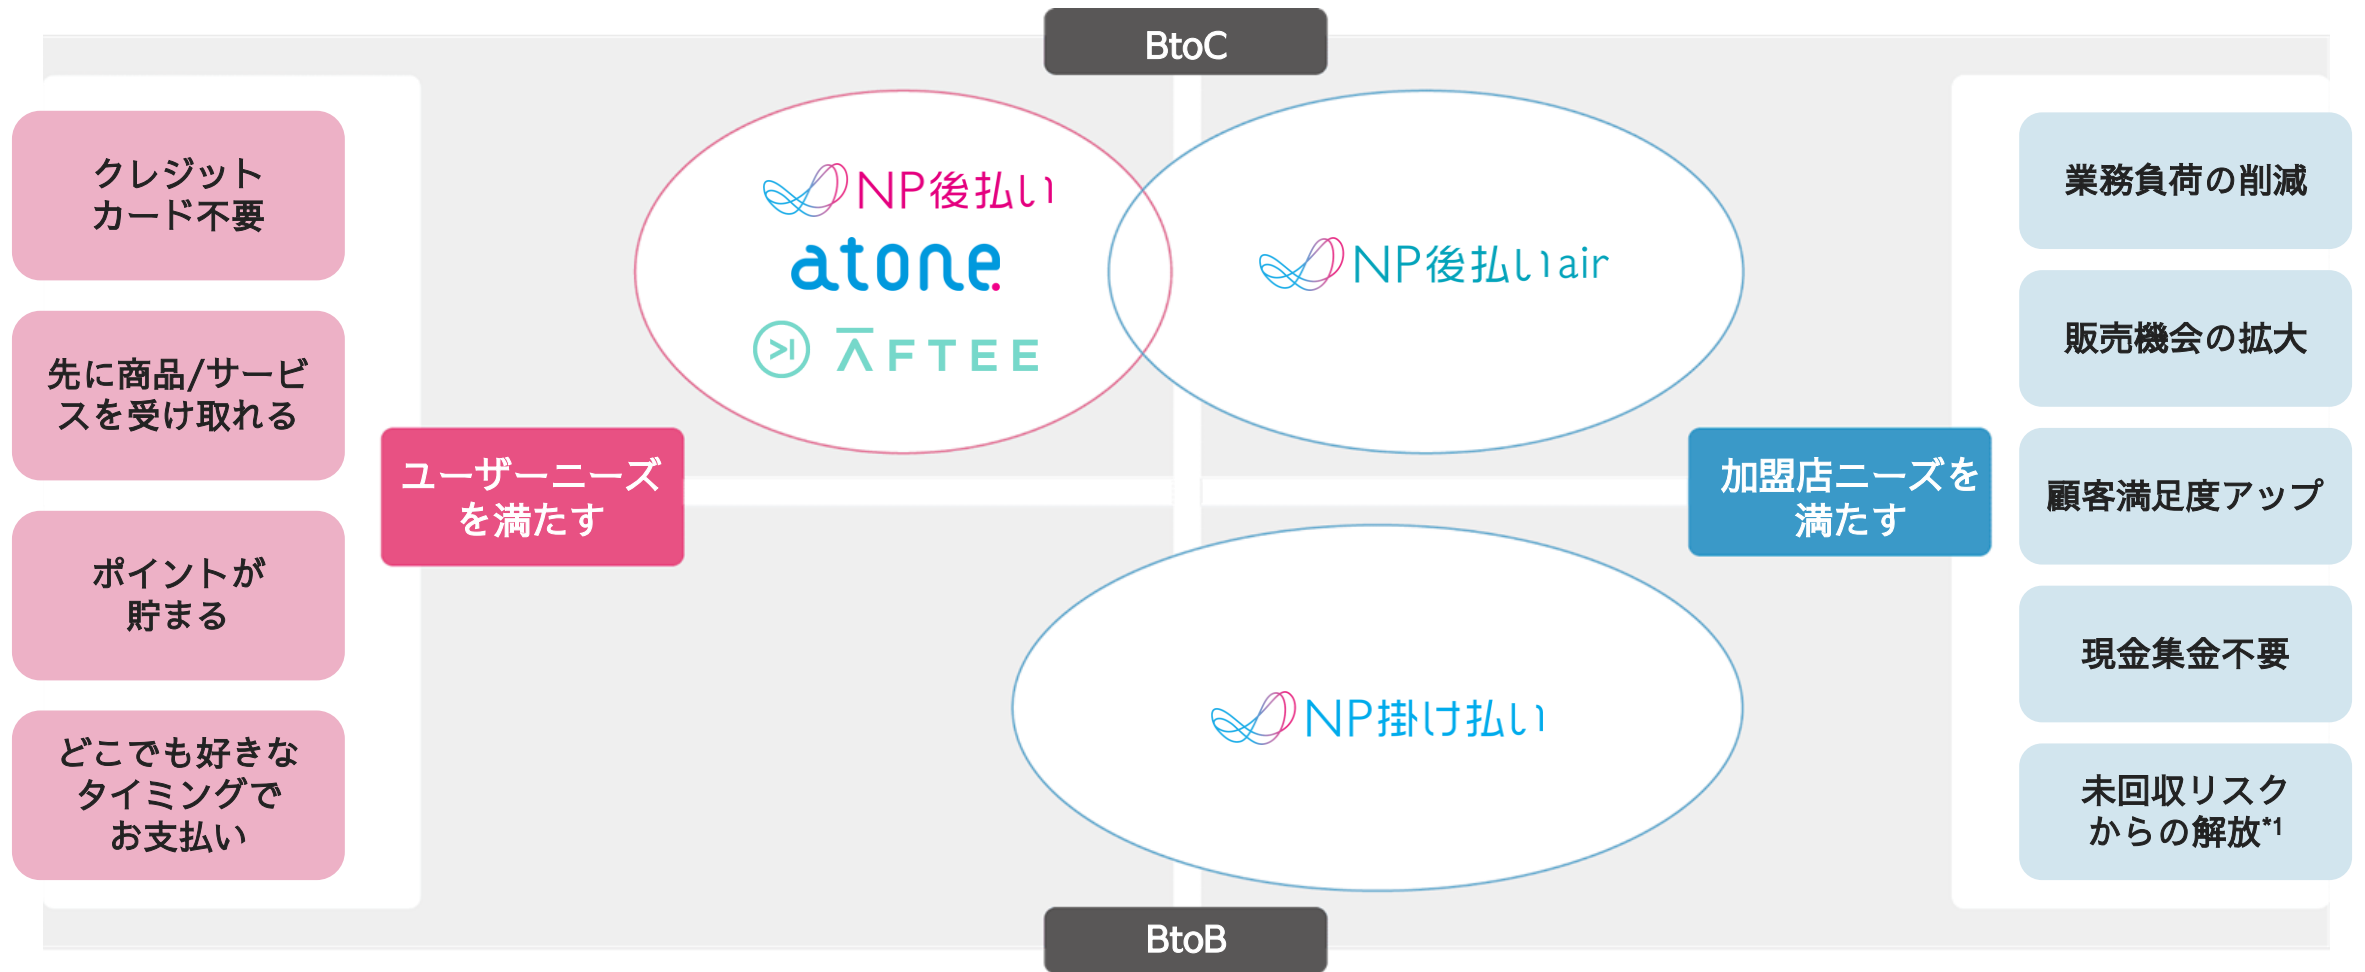 BtoC
クレジット
カード不要
先に商品/サービ
スを受け取れる
ポイントが
貯まる
どこでも好きな
タイミングで
お支払い
ユーザーニーズ
を満たす
NP後払い
atone.
AFTEE
NP後払いair
NP掛け払い
加盟店ニーズを
満たす
業務負荷の削減
販売機会の拡大
顧客満足度アップ
現金集金不要
未回収リスク
からの解放*1
BtoB